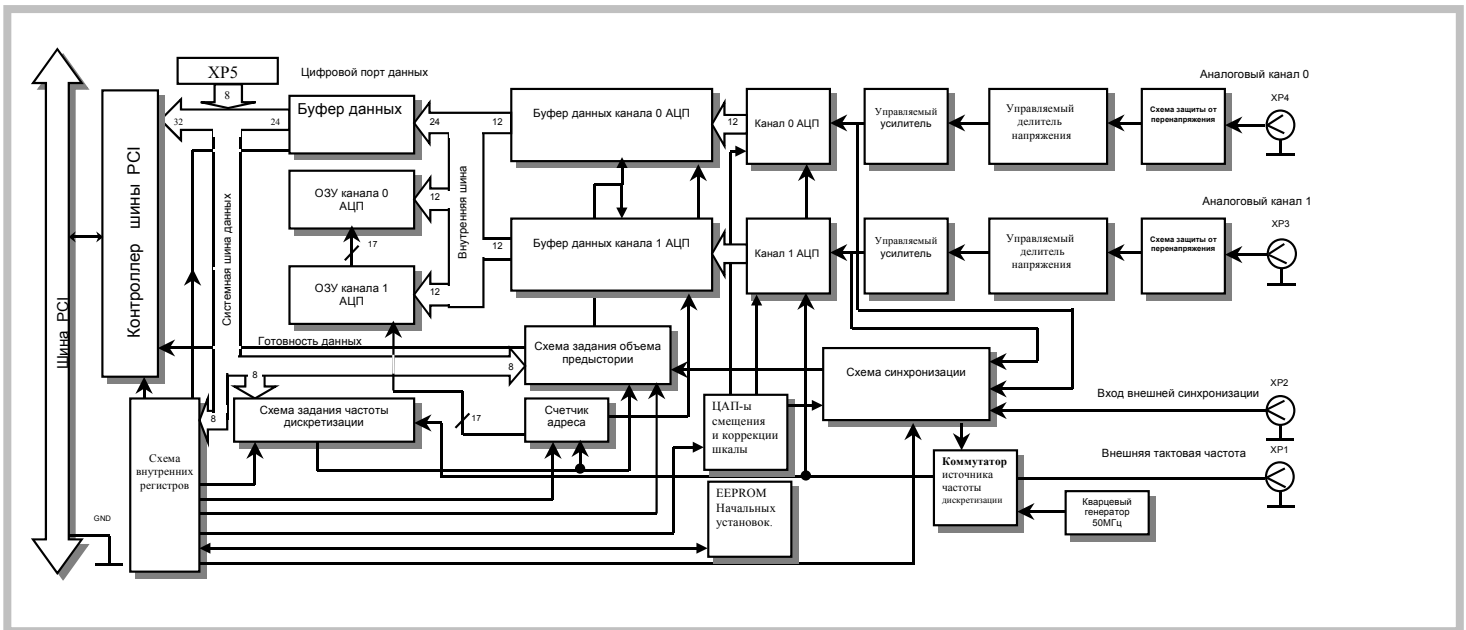 XP5
Цифровой порт данных
Аналоговый канал 0
8
32
24
Буфер данных
24
12
Буфер данных канала 0 АЦП
12
Канал 0 АЦП
Управляемый
усилитель
Управляемый
делитель
напряжения
Схема защиты от
перенапряжения
XP4
Контроллер шины PCI
Шина PCI
Системная шина данных
ОЗУ канала 0
АЦП
12
Внутренняя шина
17
Аналоговый канал 1
12
Буфер данных канала 1 АЦП
Канал 1 АЦП
Управляемый
усилитель
Управляемый
делитель
напряжения
Схема защиты от
перенапряжения
XP3
ОЗУ канала 1
АЦП
12
Готовность данных
8
Схема задания объема
предыстории
8
Схема синхронизации
Вход внешней синхронизации
XP2
8
Схема задания частоты
дискретизации
17
Счетчик
адреса
ЦАП-ы
смещения
и коррекции
шкалы
Схема
внутренних
регистров
Внешняя тактовая частота
XP1
Коммутатор
источника
частоты
дискретизации
EEPROM
Начальных
установок.
Кварцевый
генератор
50МГц
GND